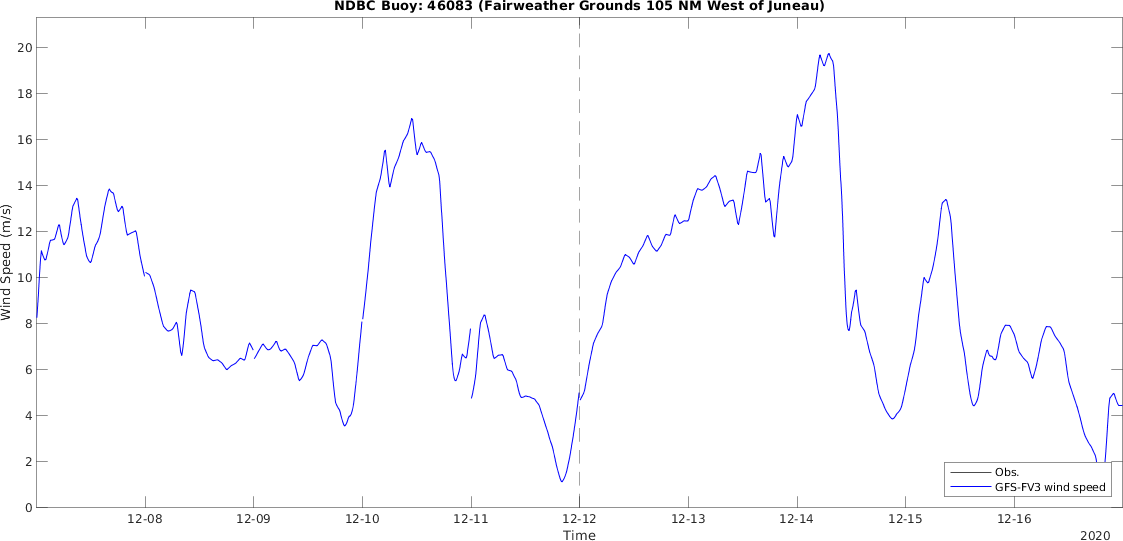 NDBC Buoy: 46083 (Fairweather Grounds 105 NM West of Juneau)
20
18
16
14
12
10
8
6
4
2
0
Wind Speed (m/s)
Obs.
GFS-FV3 wind speed
12-08 12-09 12-10 12-11 12-12 12-13 12-14 12-15 12-16
Time
2020